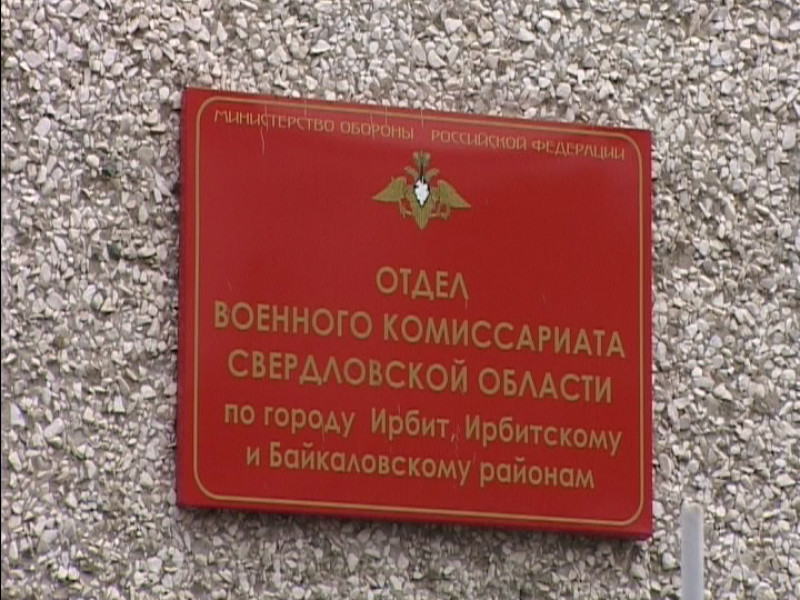 МИНИСТЕРСТВО ОБОРОНЫ РОССИЙСКОЙ ФЕДЕРАЦИИ
ОТДЕЛ
ВОЕННОГО КОМИССАРИАТА
СВЕРДЛОВСКОЙ ОБЛАСТИ
по городу Ирбит, Ирбитскому
и Байкаловскому районам